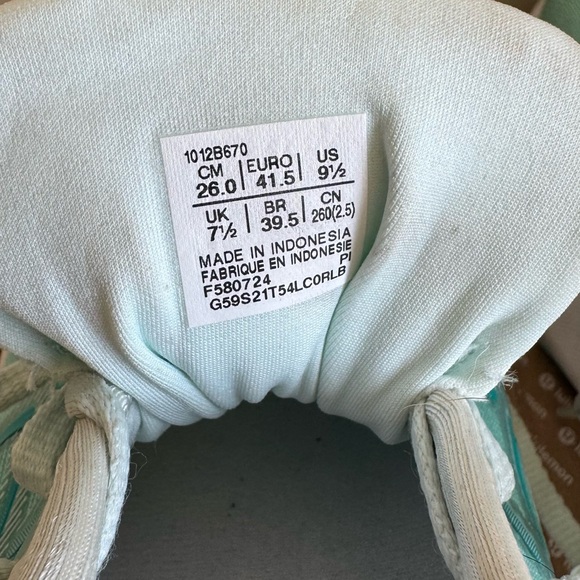 1012B670
CM EURO US
26.0 41.5 9½
UK BR CN
7½ 39.5 260(2.5)
MADE IN INDONESIA
FABRIQUE EN INDONESIE
PI
F580724
G59S21T54LC0RLB
lemon